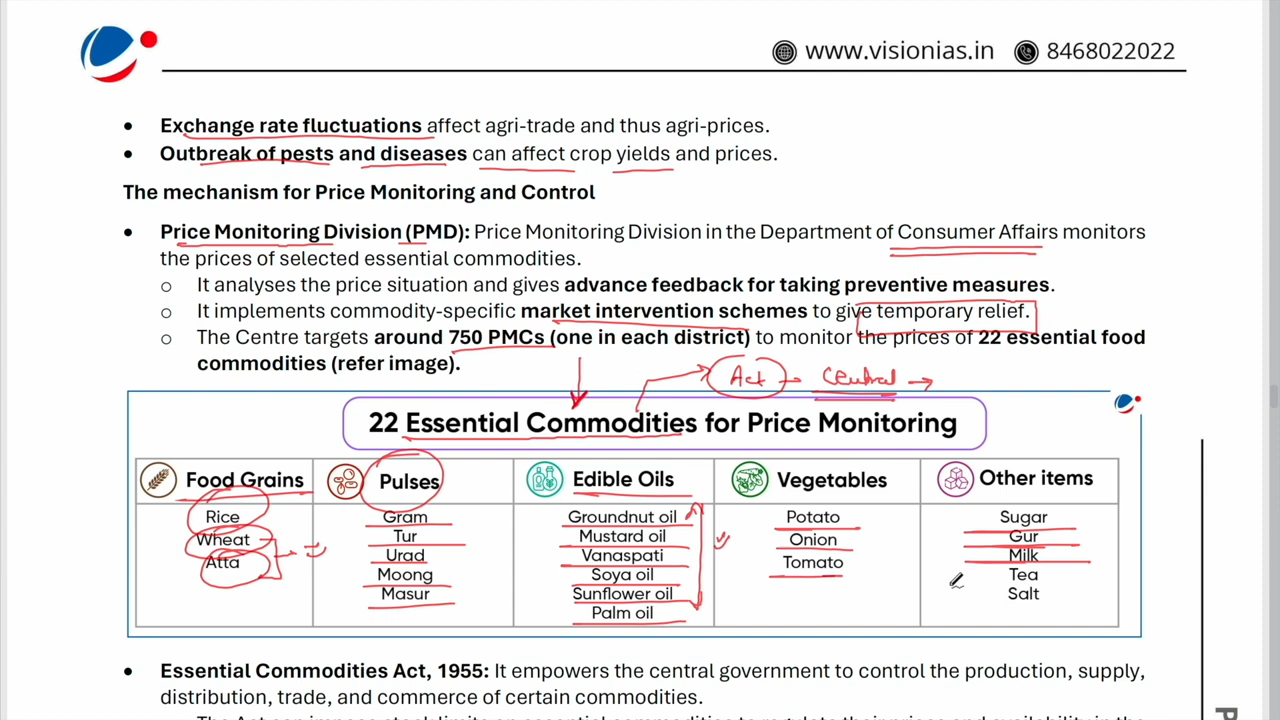 www.visionias.in 8468022022
• Exchange rate fluctuations affect agri-trade and thus agri-prices.
• Outbreak of pests and diseases can affect crop yields and prices.
The mechanism for Price Monitoring and Control
• Price Monitoring Division (PMD): Price Monitoring Division in the Department of Consumer Affairs monitors
the prices of selected essential commodities.
o It analyses the price situation and gives advance feedback for taking preventive measures.
o It implements commodity-specific market intervention schemes to give temporary relief.
o The Centre targets around 750 PMCs (one in each district) to monitor the prices of 22 essential food
commodities (refer image).
Act → Central →
22 Essential Commodities for Price Monitoring
Food Grains Pulses Edible Oils Vegetables Other items
Rice Gram Groundnut oil Potato Sugar
Wheat Tur Mustard oil Onion Gur
Atta Urad Vanaspati Tomato Milk
Moong Soya oil Tea
Masur Sunflower oil Salt
Palm oil
• Essential Commodities Act, 1955: It empowers the central government to control the production, supply,
distribution, trade, and commerce of certain commodities.